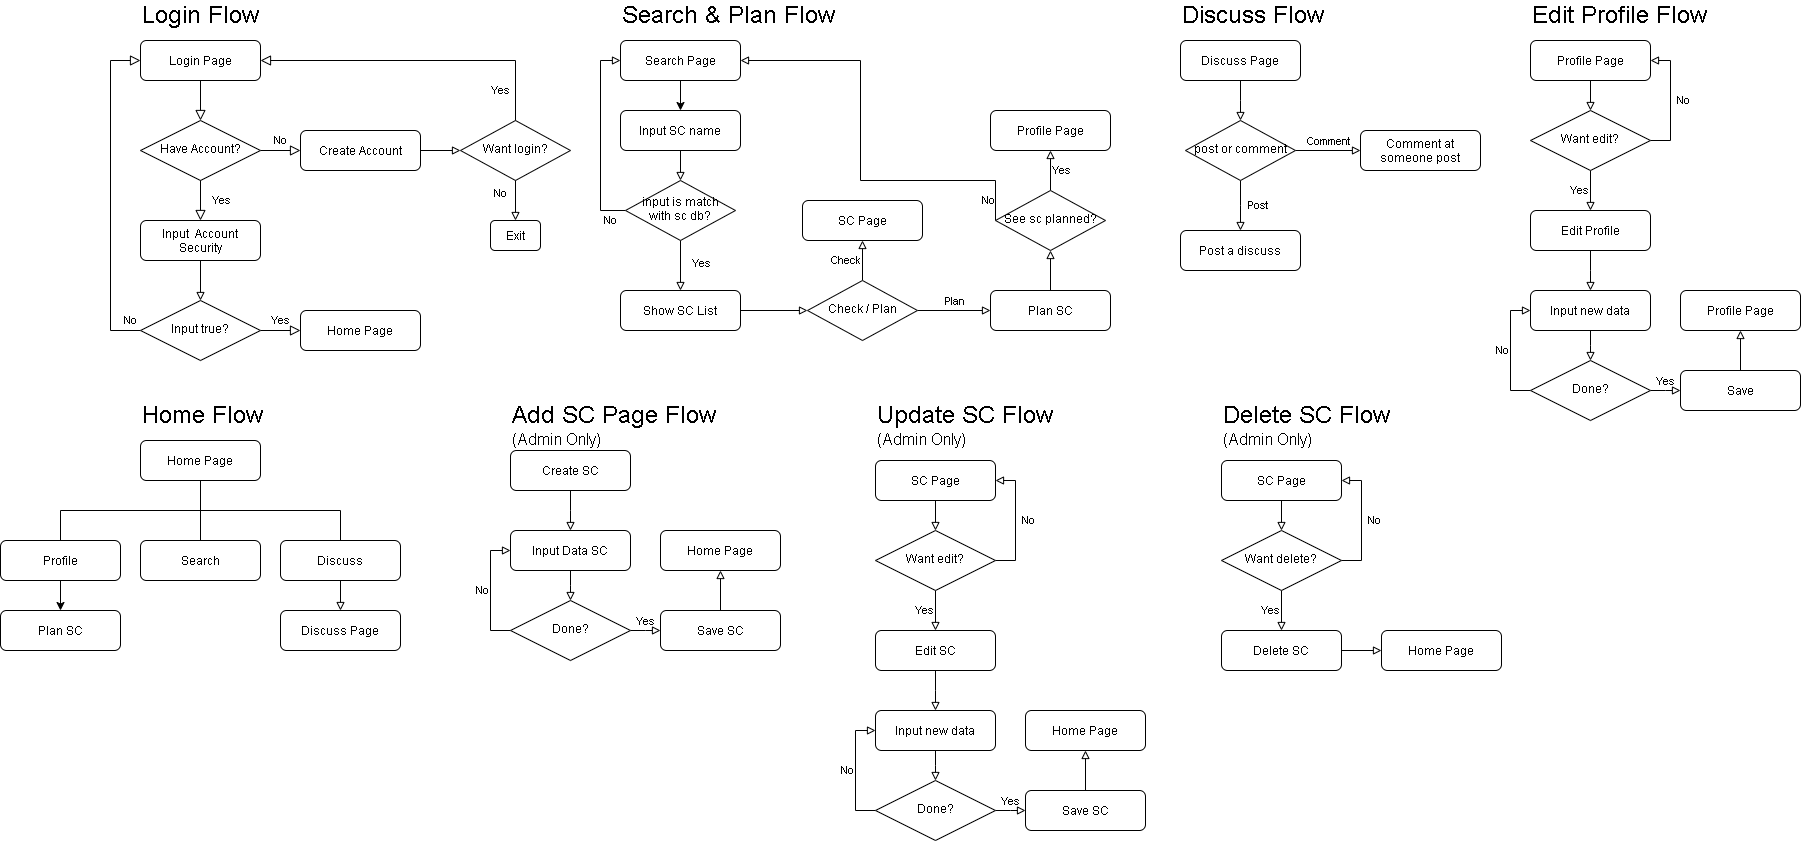 Login Flow
Login Page
Yes
Have Account?
No
Create Account
Want login?
Yes
No
Input  Account
Security
Exit
Input true?
No
Yes
Home Page
Search & Plan Flow
Search Page
Input SC name
Profile Page
Input is match
with sc db?
No
Yes
Show SC List
SC Page
Check
Check / Plan
Plan
Plan SC
See sc planned?
No
Yes
Discuss Flow
Discuss Page
post or comment
Comment
Comment at
someone post
Post
Post a discuss
Edit Profile Flow
Profile Page
No
Want edit?
Yes
Edit Profile
Input new data
Profile Page
No
Done?
Yes
Save
Home Flow
Home Page
Profile
Search
Discuss
Plan SC
Discuss Page
Add SC Page Flow
(Admin Only)
Create SC
Input Data SC
Home Page
No
Done?
Yes
Save SC
Update SC Flow
(Admin Only)
SC Page
No
Want edit?
Yes
Edit SC
Input new data
Home Page
No
Done?
Yes
Save SC
Delete SC Flow
(Admin Only)
SC Page
No
Want delete?
Yes
Delete SC
Home Page